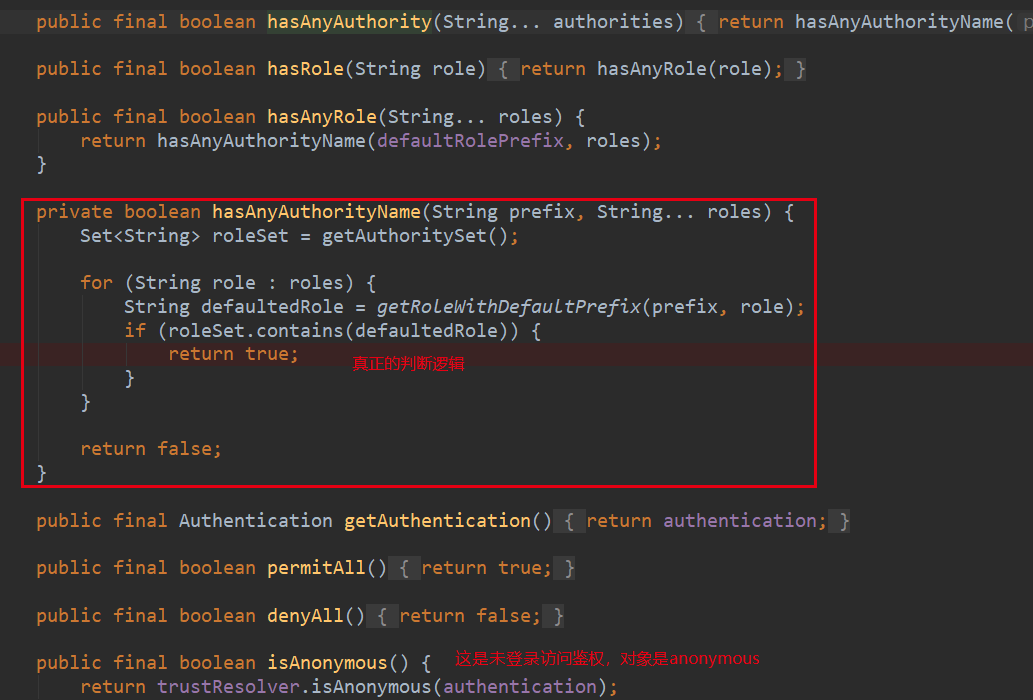 public final boolean hasAnyAuthority(String... authorities) { return hasAnyAuthorityName( p
public final boolean hasRole(String role) { return hasAnyRole(role); }
public final boolean hasAnyRole(String... roles) {
return hasAnyAuthorityName(defaultRolePrefix, roles);
}
private boolean hasAnyAuthorityName(String prefix, String... roles) {
Set<String> roleSet = getAuthoritySet();
for (String role : roles) {
String defaultedRole = getRoleWithDefaultPrefix(prefix, role);
if (roleSet.contains(defaultedRole)) {
return true;
真正的判断逻辑
}
}
return false;
}
public final Authentication getAuthentication() { return authentication; }
public final boolean permitAll() { return true; }
public final boolean denyAll() { return false; }
public final boolean isAnonymous() {
这是未登录访问鉴权，对象是anonymous
return trustResolver.isAnonymous(authentication);